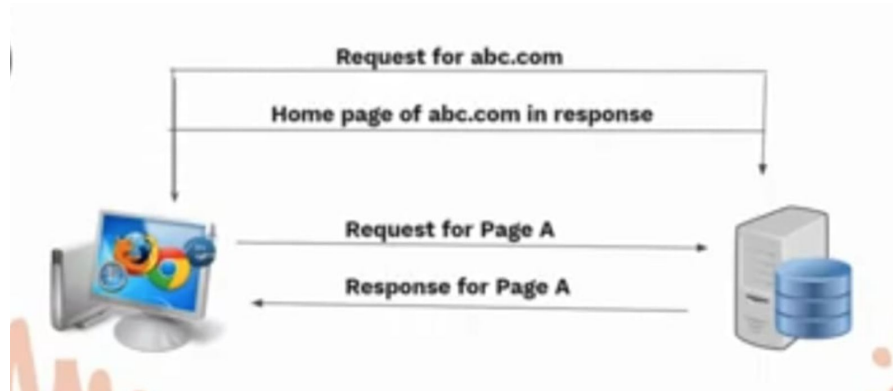 Request for abc.com
Home page of abc.com in response
Request for Page A
Response for Page A